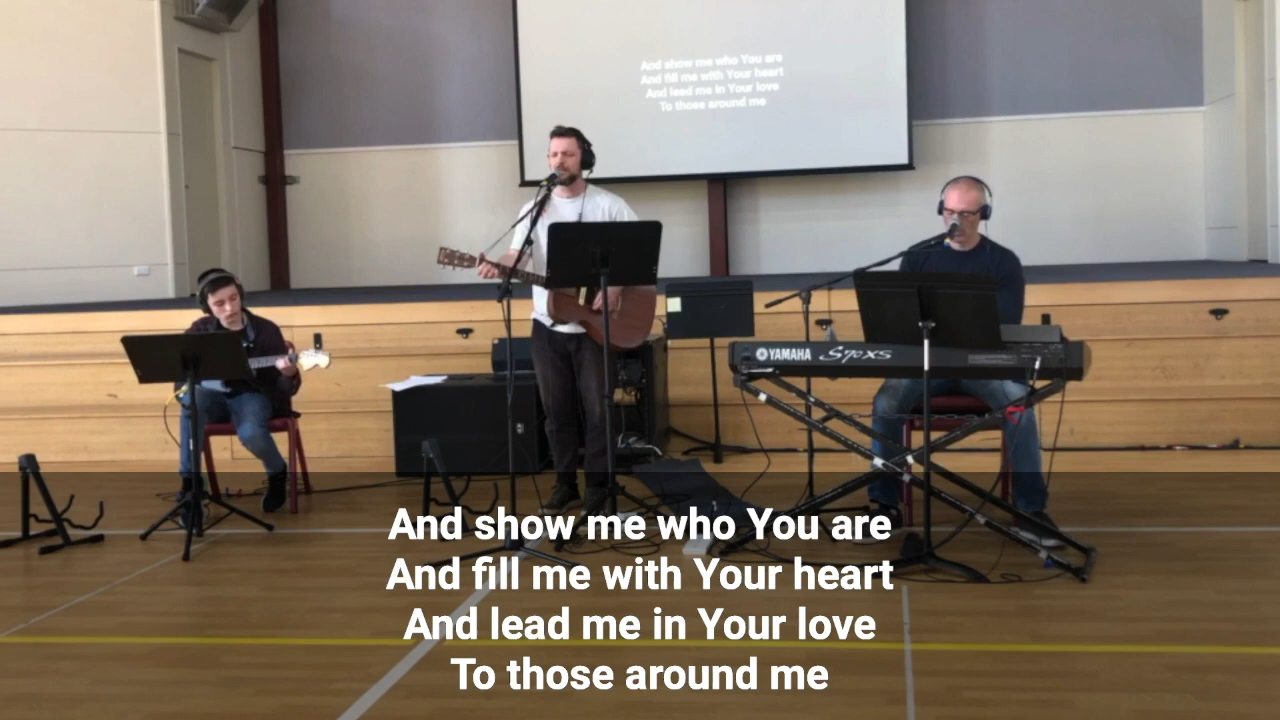 And show me who You are
And fill me with Your heart
And lead me in Your love
To those around me
YAMAHA S70XS
And show me who You are
And fill me with Your heart
And lead me in Your love
To those around me